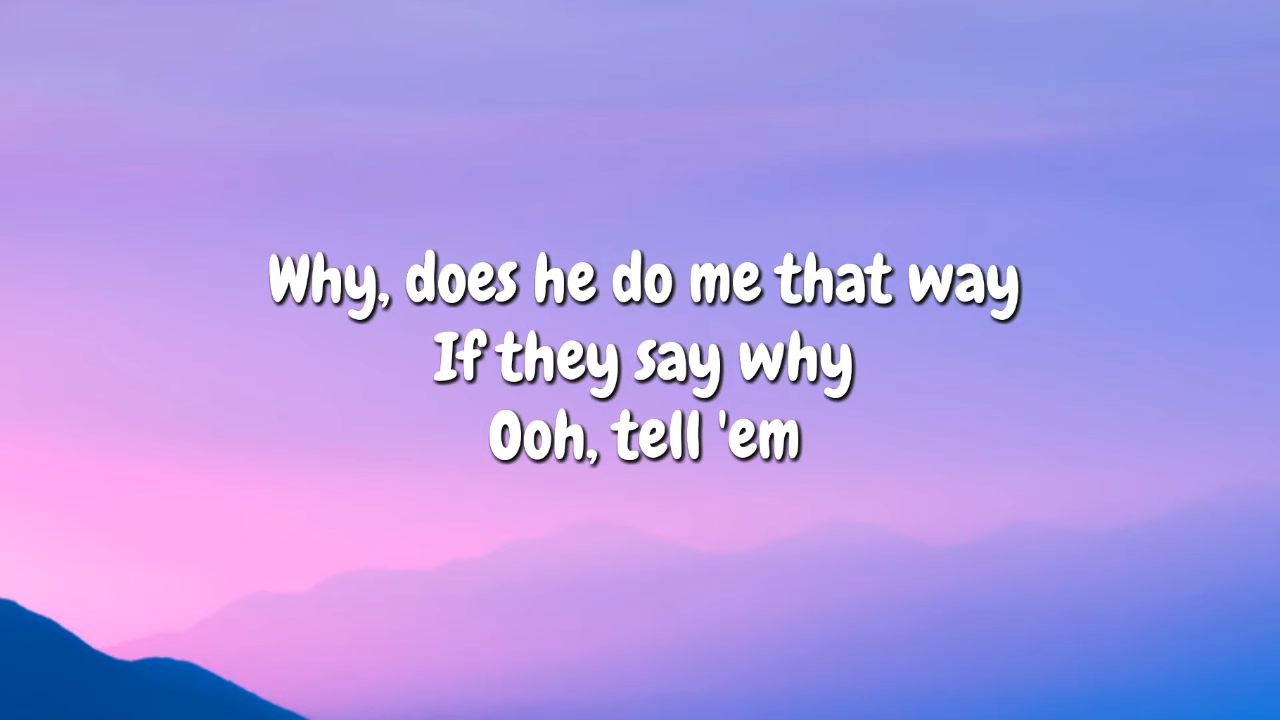 Why, does he do me that way
If they say why
Ooh, tell 'em